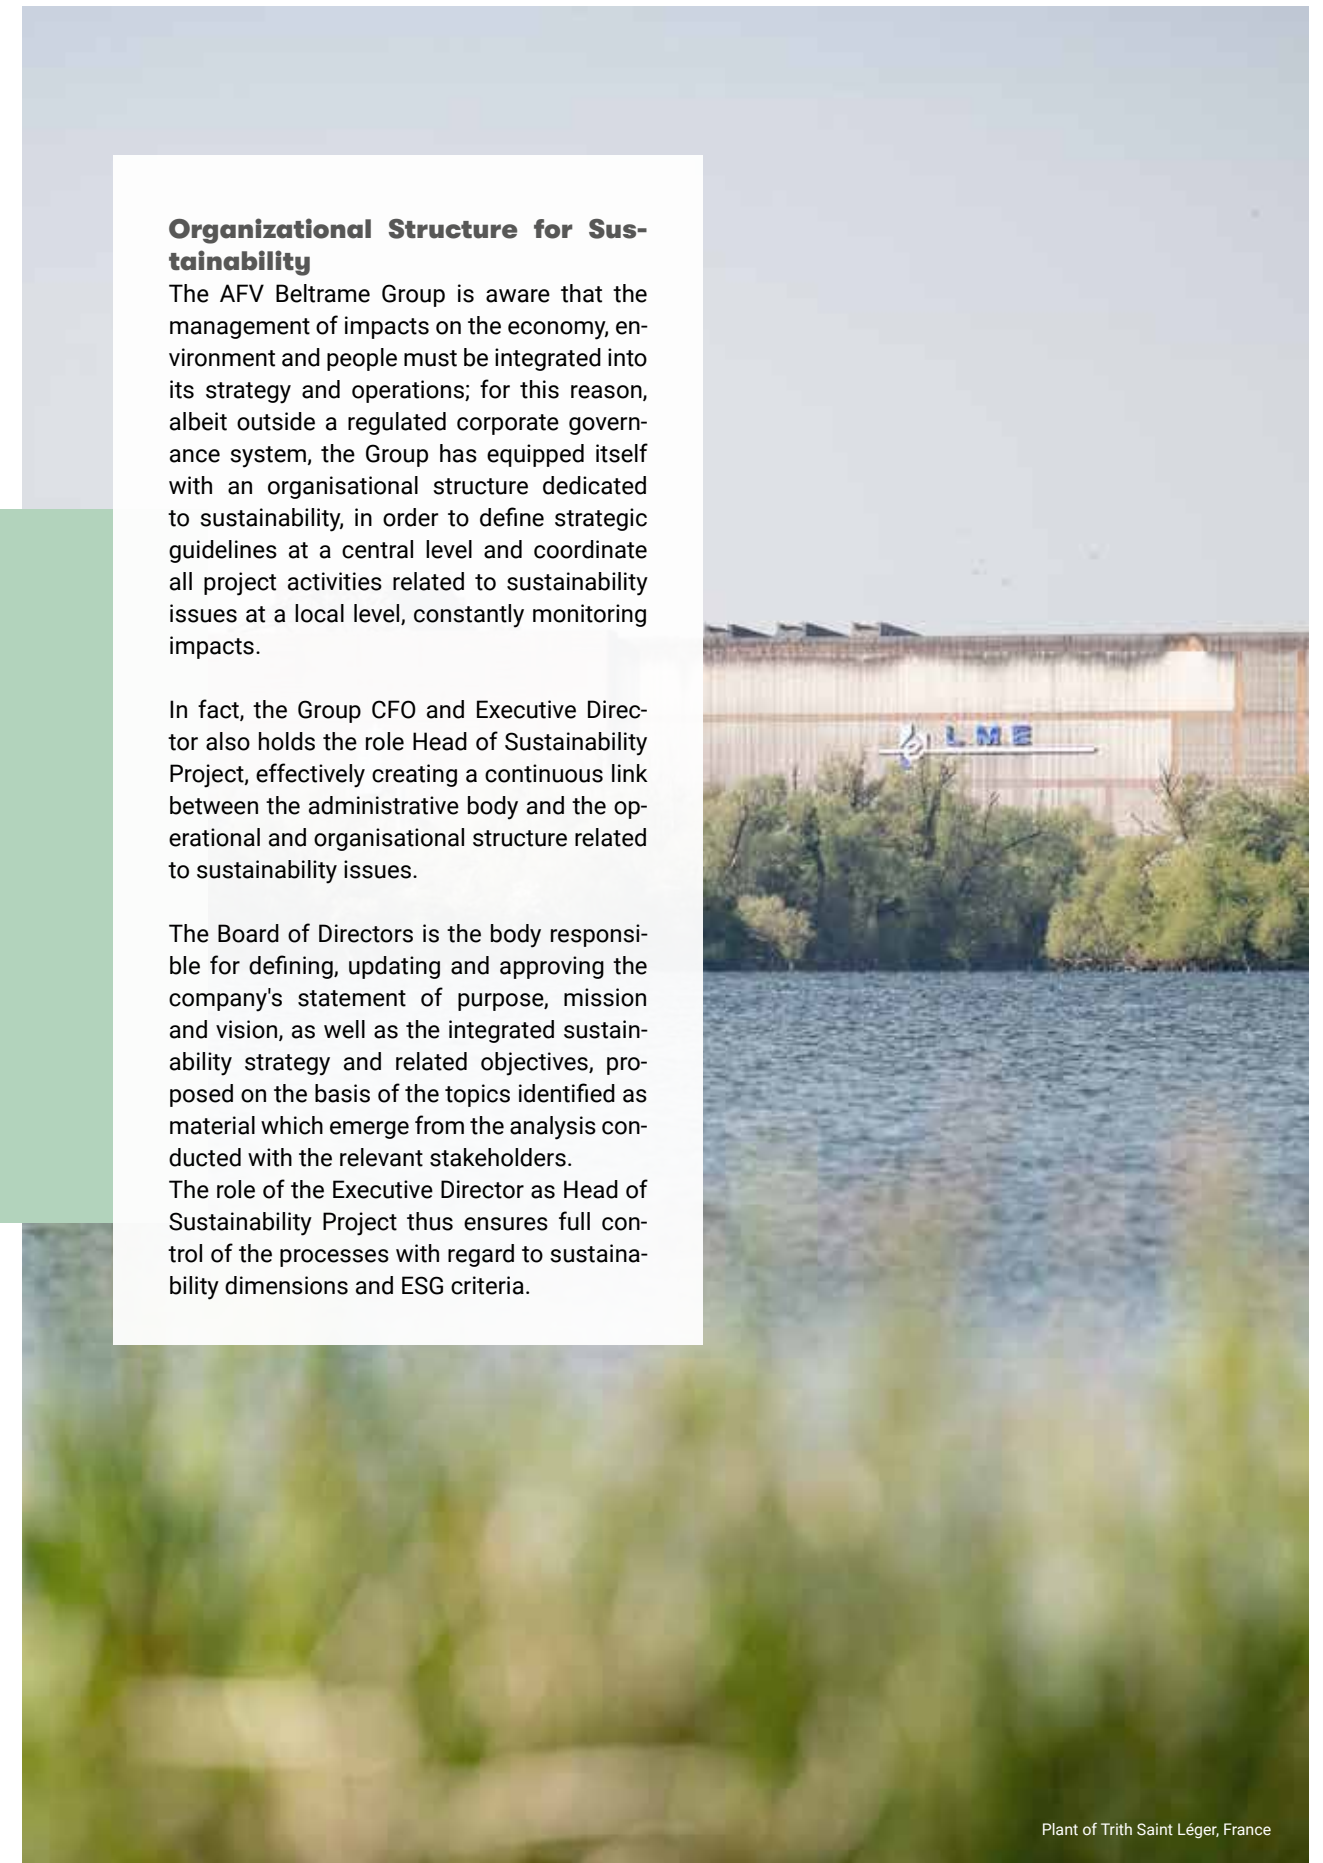 Organizational Structure for Sus-
tainability
The AFV Beltrame Group is aware that the
management of impacts on the economy, en-
vironment and people must be integrated into
its strategy and operations; for this reason,
albeit outside a regulated corporate govern-
ance system, the Group has equipped itself
with an organisational structure dedicated
to sustainability, in order to define strategic
guidelines at a central level and coordinate
all project activities related to sustainability
issues at a local level, constantly monitoring
impacts.
In fact, the Group CFO and Executive Direc-
tor also holds the role Head of Sustainability
Project, effectively creating a continuous link
between the administrative body and the op-
erational and organisational structure related
to sustainability issues.
The Board of Directors is the body responsi-
ble for defining, updating and approving the
company's statement of purpose, mission
and vision, as well as the integrated sustain-
ability strategy and related objectives, pro-
posed on the basis of the topics identified as
material which emerge from the analysis con-
ducted with the relevant stakeholders.
The role of the Executive Director as Head of
Sustainability Project thus ensures full con-
trol of the processes with regard to sustaina-
bility dimensions and ESG criteria.
LME
Plant of Trith Saint Léger, France